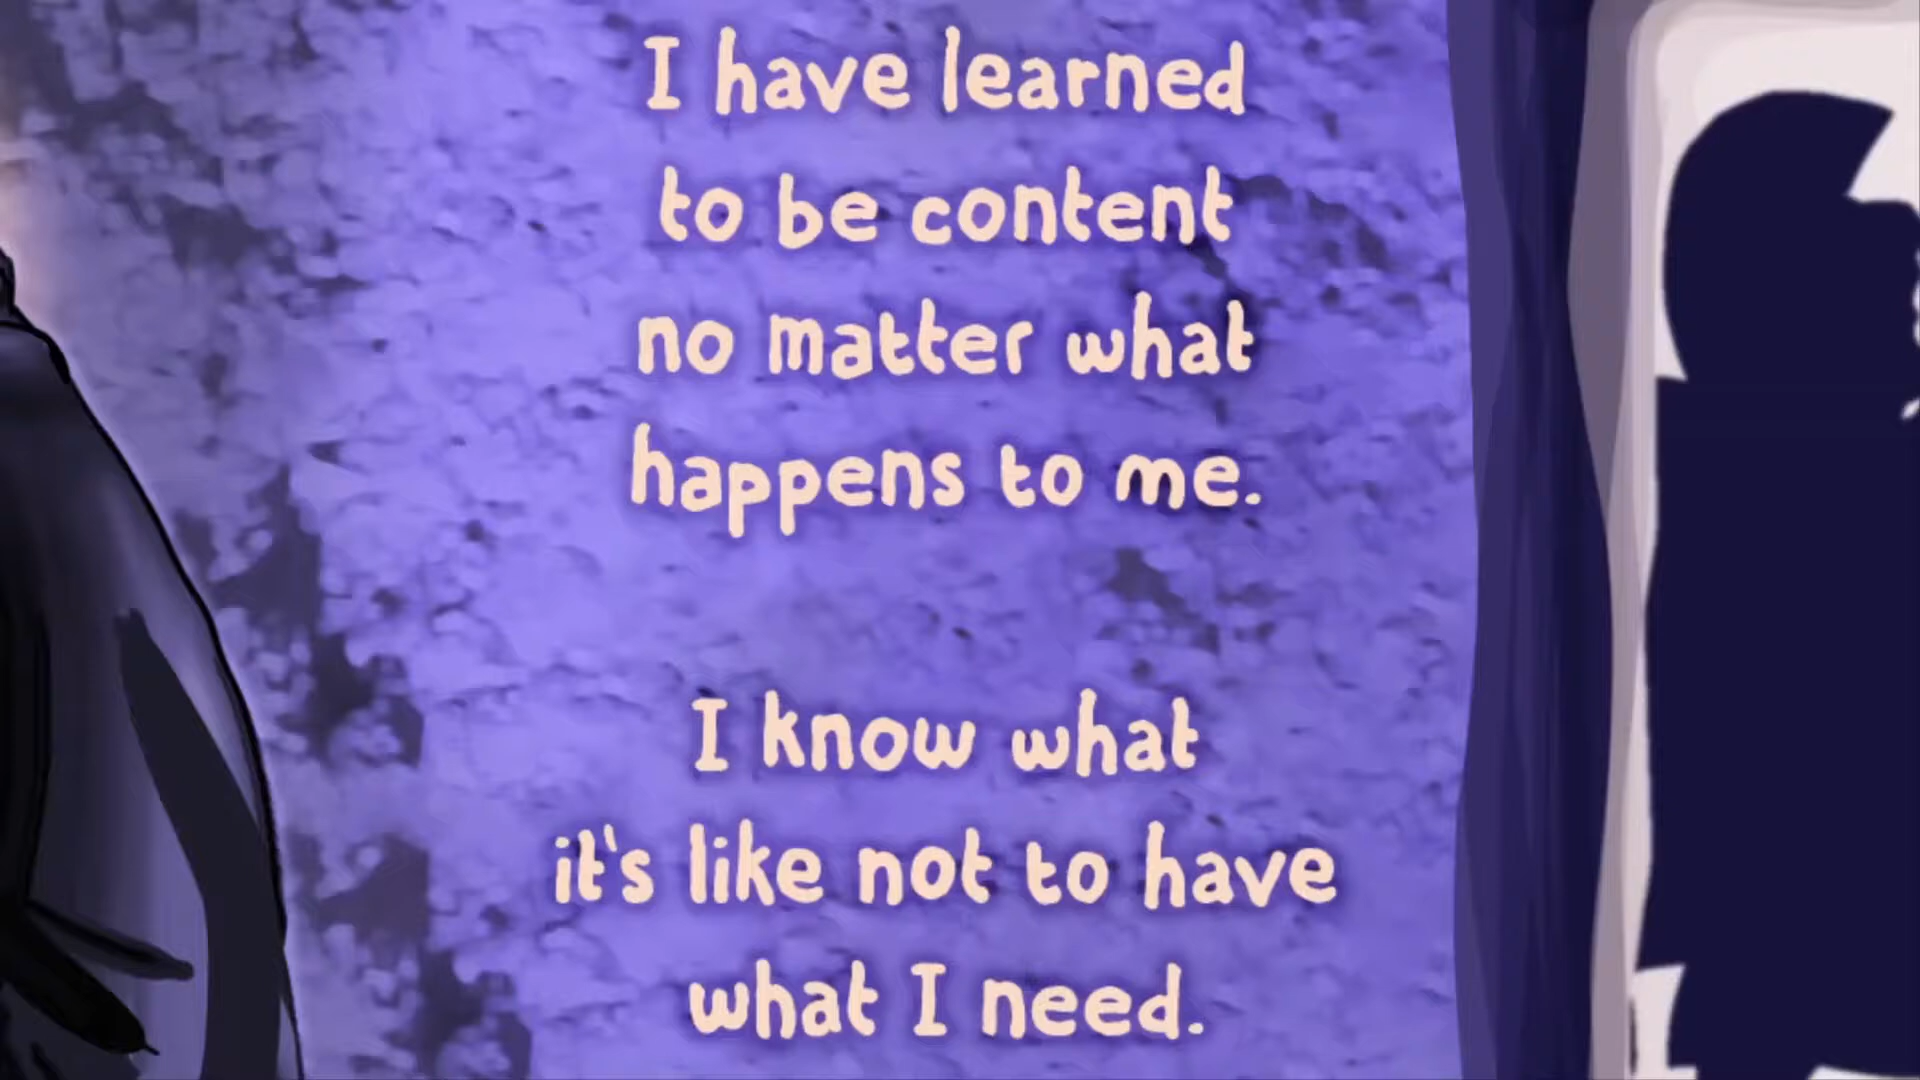 I have learned
to be content
no matter what
happens to me.
I know what
it's like not to have
what I need.